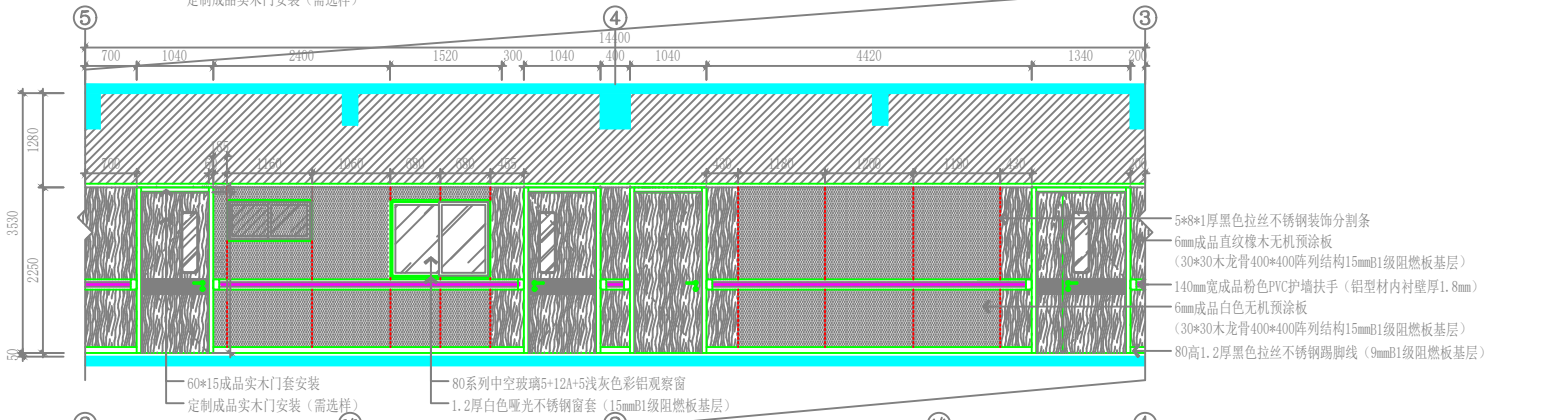 定制成品实木门安装（需选样）
5
4
3
14400
700 1040 2400 1520 300 1040 400 1040 4420 1340 200
1280
185
700 1160 1060 680 680 455 430 1180 1200 1190 430
3530
2250
50
5*8*1厚黑色拉丝不锈钢装饰分割条
6mm成品直纹橡木无机预涂板
（30*30木龙骨400*400阵列结构15mmB1级阻燃板基层）
140mm宽成品粉色PVC护墙扶手（铝型材内衬壁厚1.8mm）
6mm成品白色无机预涂板
（30*30木龙骨400*400阵列结构15mmB1级阻燃板基层）
80高1.2厚黑色拉丝不锈钢踢脚线（9mmB1级阻燃板基层）
60*15成品实木门套安装
定制成品实木门安装（需选样）
80系列中空玻璃5+12A+5浅灰色彩铝观察窗
1.2厚白色哑光不锈钢窗套（15mmB1级阻燃板基层）